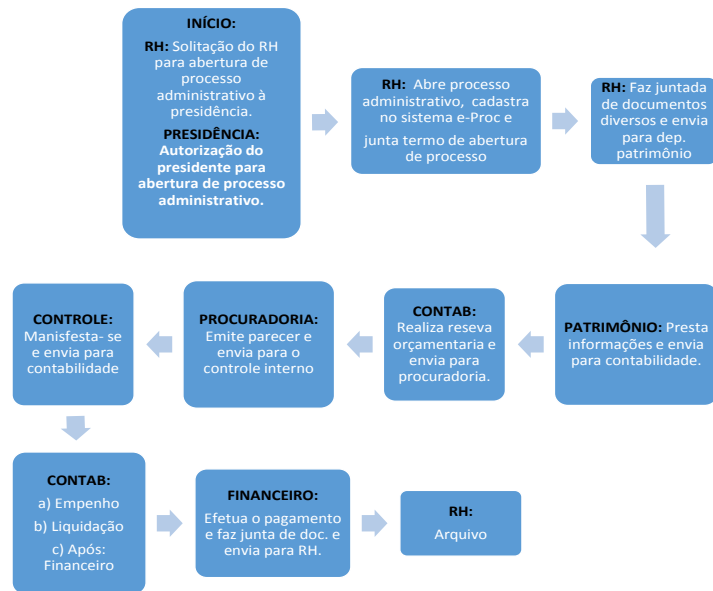 INÍCIO:
RH: Solitação do RH
para abertura de
processo
administrativo à
presidência.
PRESIDÊNCIA:
Autorização do
presidente para
abertura de processo
administrativo.
RH: Abre processo
administrativo, cadastra
no sistema e-Proc e
junta termo de abertura
de processo
RH: Faz juntada
de documentos
diversos e envia
para dep.
patrimônio
PATRIMÔNIO: Presta
informações e envia
para contabilidade.
CONTAB:
Realiza reseva
orçamentaria e
envia para
procuradoria.
PROCURADORIA:
Emite parecer e
envia para o
controle interno
CONTROLE:
Manisfesta- se
e envia para
contabilidade
CONTAB:
a) Empenho
b) Liquidação
c) Após:
Financeiro
FINANCEIRO:
Efetua o pagamento
e faz junta de doc. e
envia para RH.
RH:
Arquivo